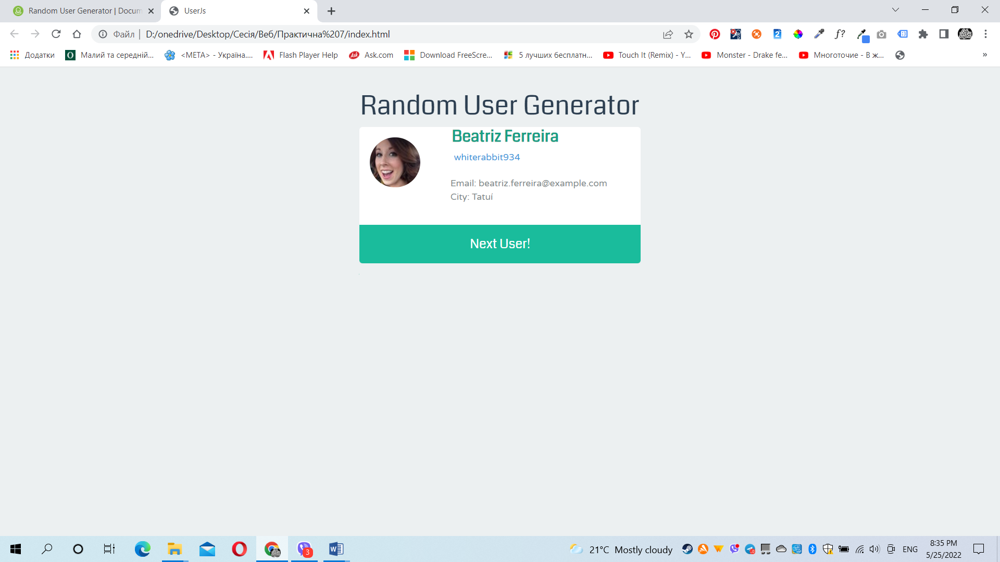 Random User Generator | Docum
UserJs
Файл | D:/onedrive/Desktop/Сесія/Веб/Практична%207/index.html
Додатки
Малий та середній...
<META> - Україна....
Flash Player Help
Ask.com
Download FreeScre...
5 лучших бесплатн...
Touch It (Remix) - Y...
Monster - Drake fe...
Многоточие - В ж...
»
Random User Generator
Beatriz Ferreira
whiterabbit934
Email: beatriz.ferreira@example.com
City: Tatuí
Next User!
3
21°C Mostly cloudy
ENG
8:35 PM
5/25/2022